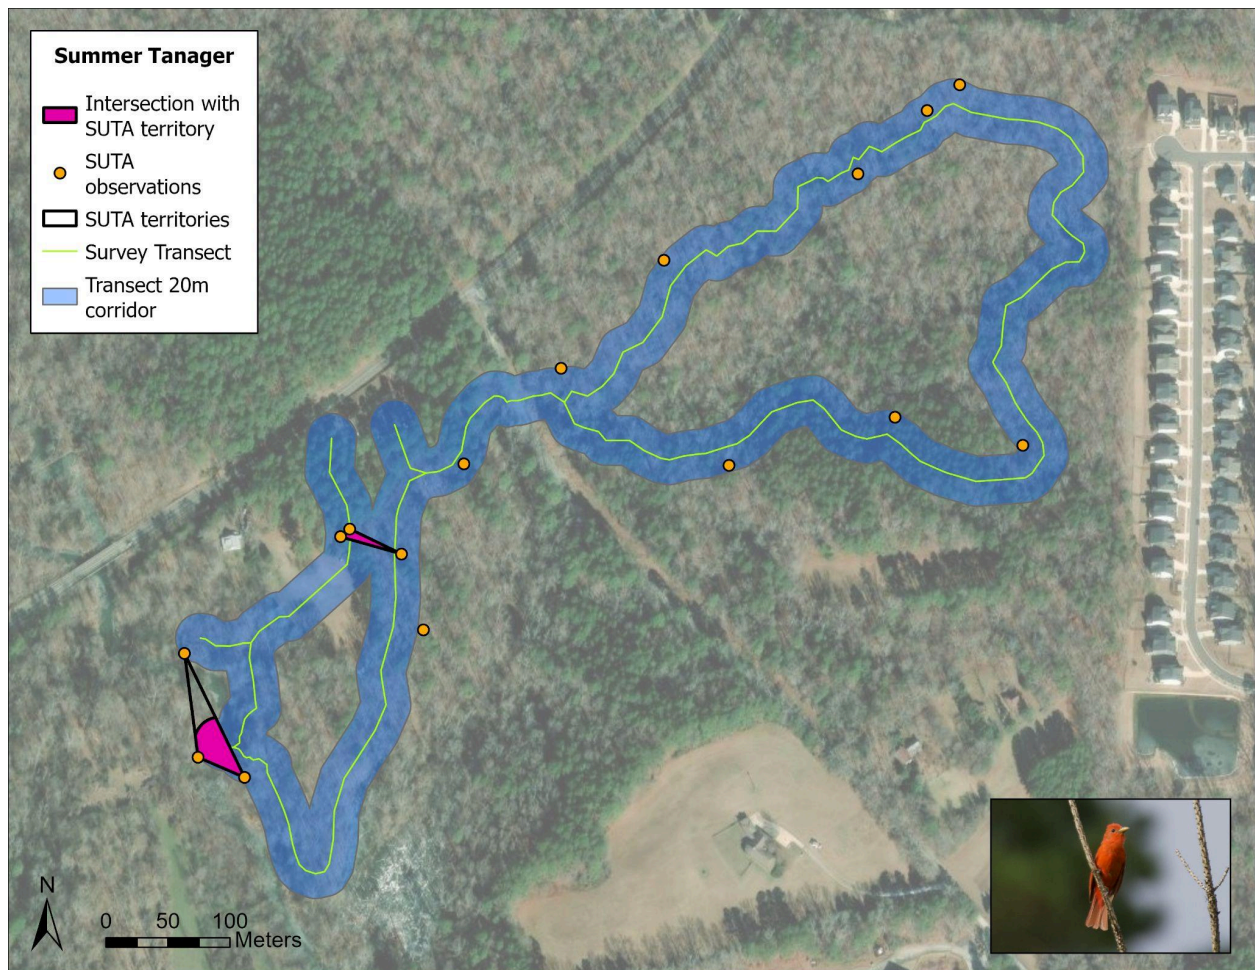 Summer Tanager
Intersection with
SUTA territory
SUTA
observations
SUTA territories
Survey Transect
Transect 20m
corridor
N
0 50 100
Meters